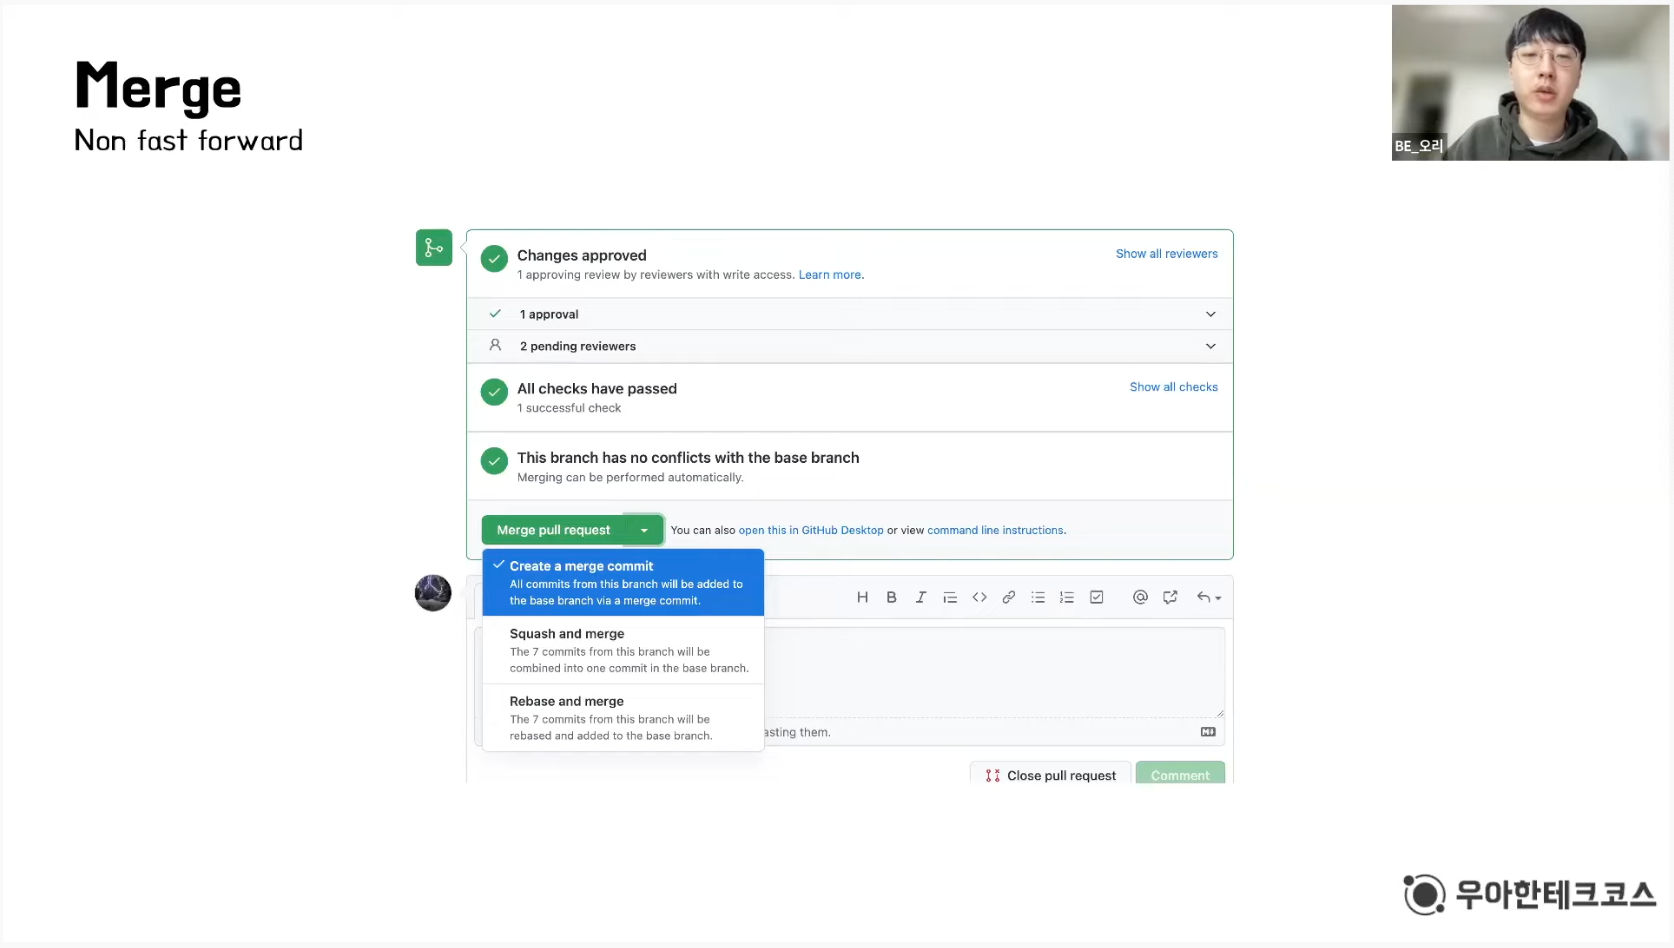 Merge
Non fast forward
BE_오리
Changes approved
Show all reviewers
1 approving review by reviewers with write access. Learn more.
1 approval
2 pending reviewers
All checks have passed
Show all checks
1 successful check
This branch has no conflicts with the base branch
Merging can be performed automatically.
Merge pull request
You can also open this in GitHub Desktop or view command line instructions.
Create a merge commit
All commits from this branch will be added to
the base branch via a merge commit.
H B I
Squash and merge
The 7 commits from this branch will be
combined into one commit in the base branch.
Rebase and merge
The 7 commits from this branch will be
rebased and added to the base branch.
asting them.
Close pull request
Comment
우아한테크코스